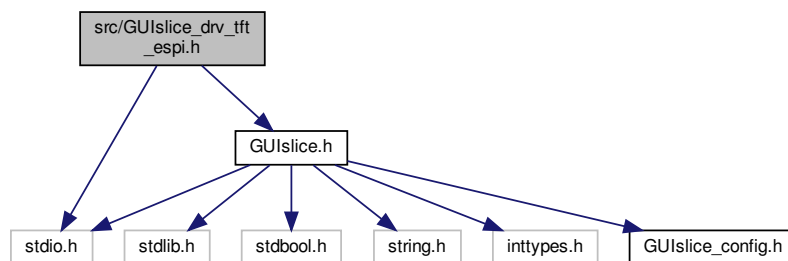 src/GUIslice_drv_tft
_espi.h
GUIslice.h
stdio.h
stdlib.h
stdbool.h
string.h
inttypes.h
GUIslice_config.h